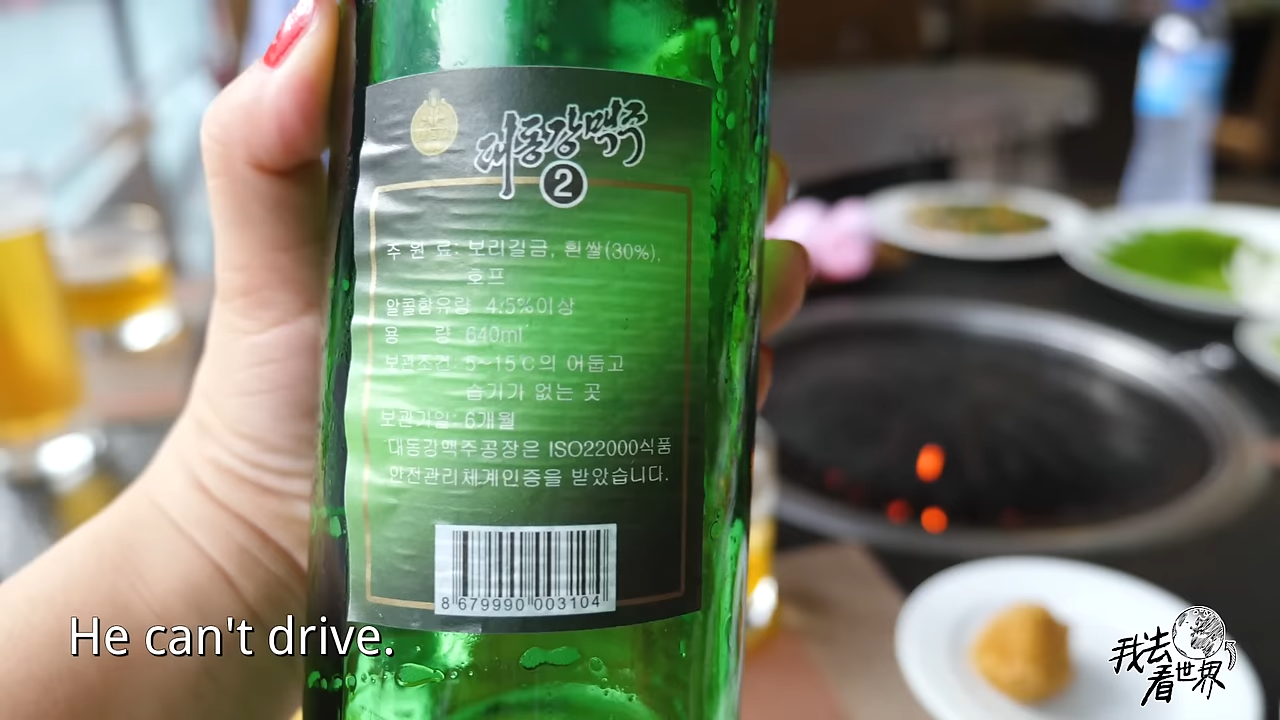 대동강맥주
2
주 원 료: 보리길금, 흰쌀(30%),
호프
알콜함유량 4.5%이상
용 량 640ml
보관조건: 5~15℃의 어둡고
습기가 없는 곳
보관기일: 6개월
대동강맥주공장은 ISO22000식품
안전관리체계인증을 받았습니다.
8 679990 003104
He can't drive.
我去
看世界